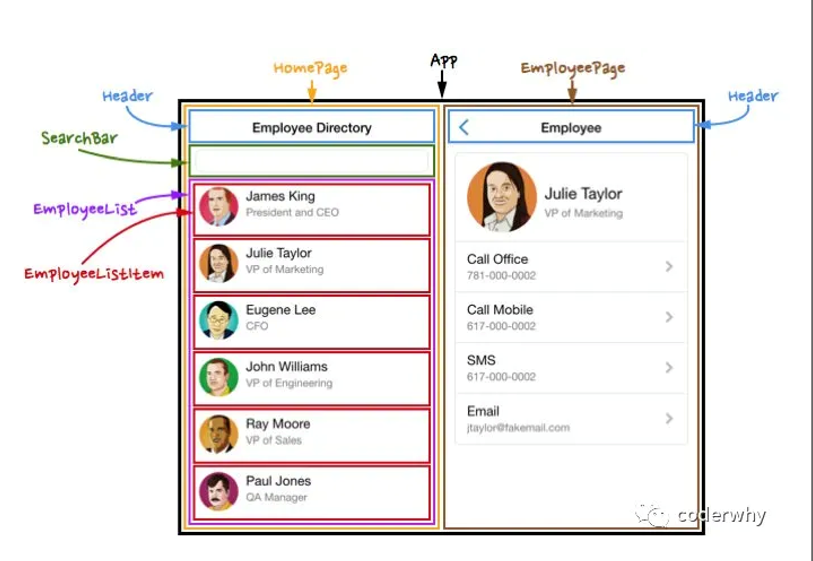 App
HomePage
EmployeePage
Header
Header
SearchBar
EmployeeList
EmployeeListItem
Employee Directory
James King
President and CEO
Julie Taylor
VP of Marketing
Eugene Lee
CFO
John Williams
VP of Engineering
Ray Moore
VP of Sales
Paul Jones
QA Manager
Employee
Julie Taylor
VP of Marketing
Call Office
781-000-0002
Call Mobile
617-000-0002
SMS
617-000-0002
Email
jtaylor@fakemail.com
coderwhy